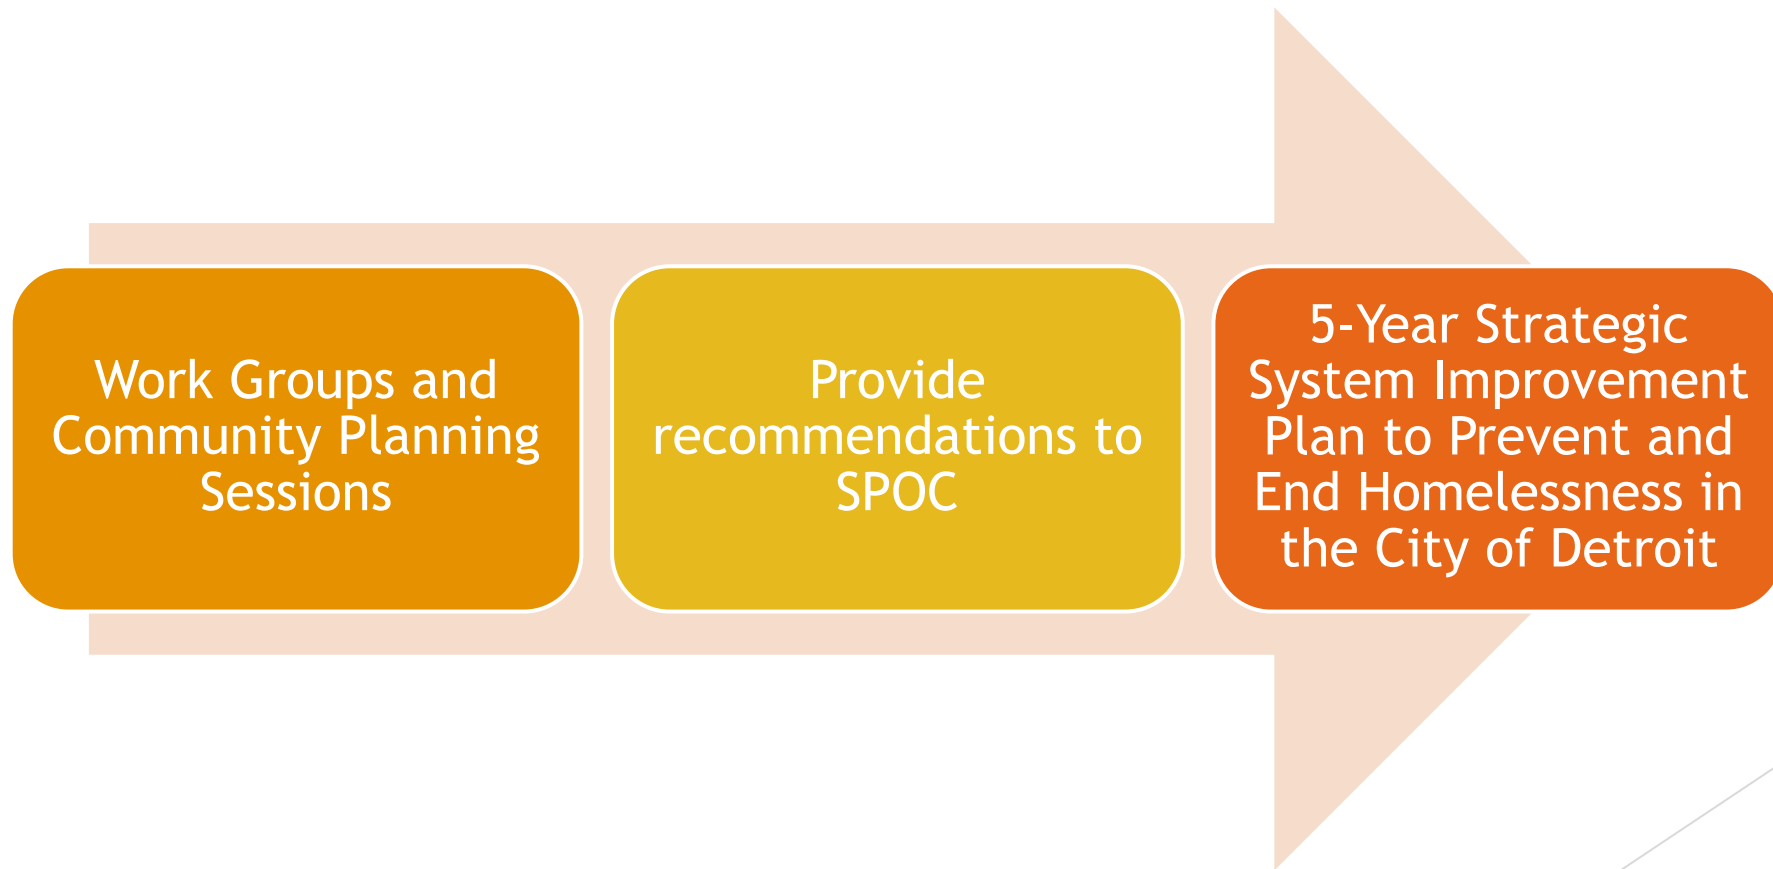 Work Groups and
Community Planning
Sessions
Provide
recommendations to
SPOC
5-Year Strategic
System Improvement
Plan to Prevent and
End Homelessness in
the City of Detroit